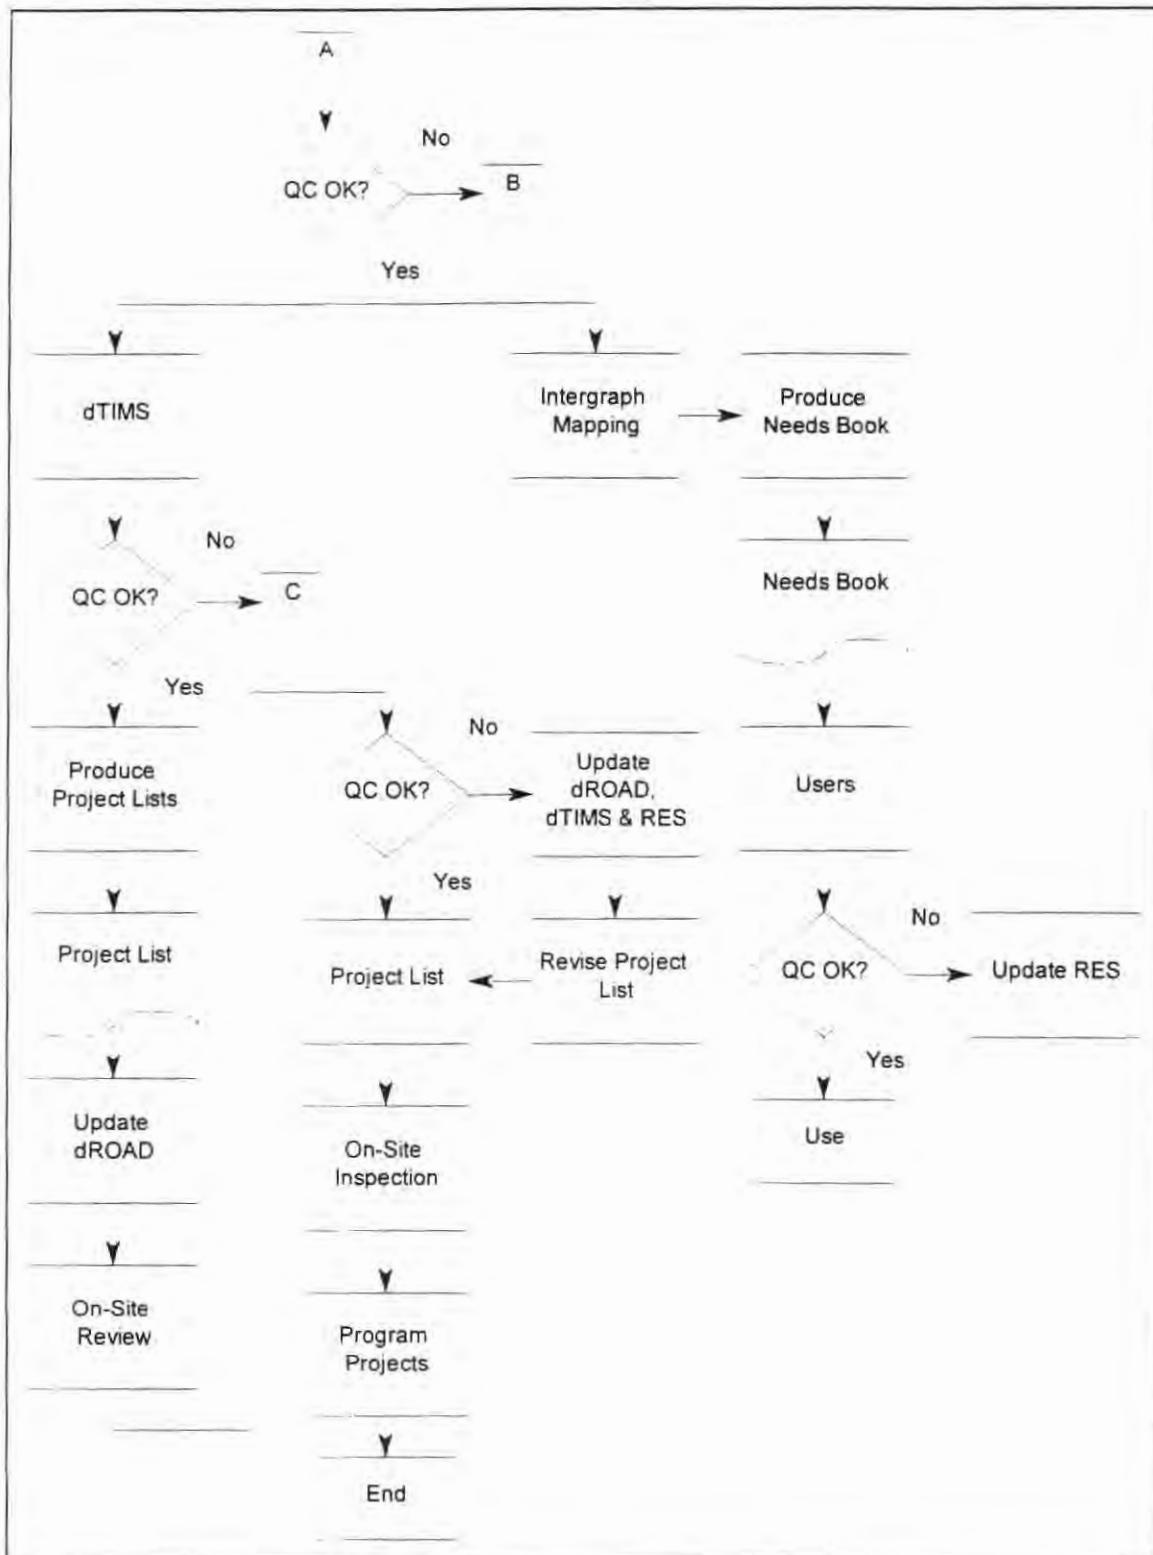 A
No
QC OK?
B
Yes
dTIMS
Intergraph
Mapping
Produce
Needs Book
No
QC OK?
C
Needs Book
Yes
No
Produce
Project Lists
QC OK?
Update
dROAD,
dTIMS & RES
Users
Yes
No
Project List
Project List
Revise Project
List
QC OK?
Update RES
Yes
Update
dROAD
On-Site
Inspection
Use
On-Site
Review
Program
Projects
End